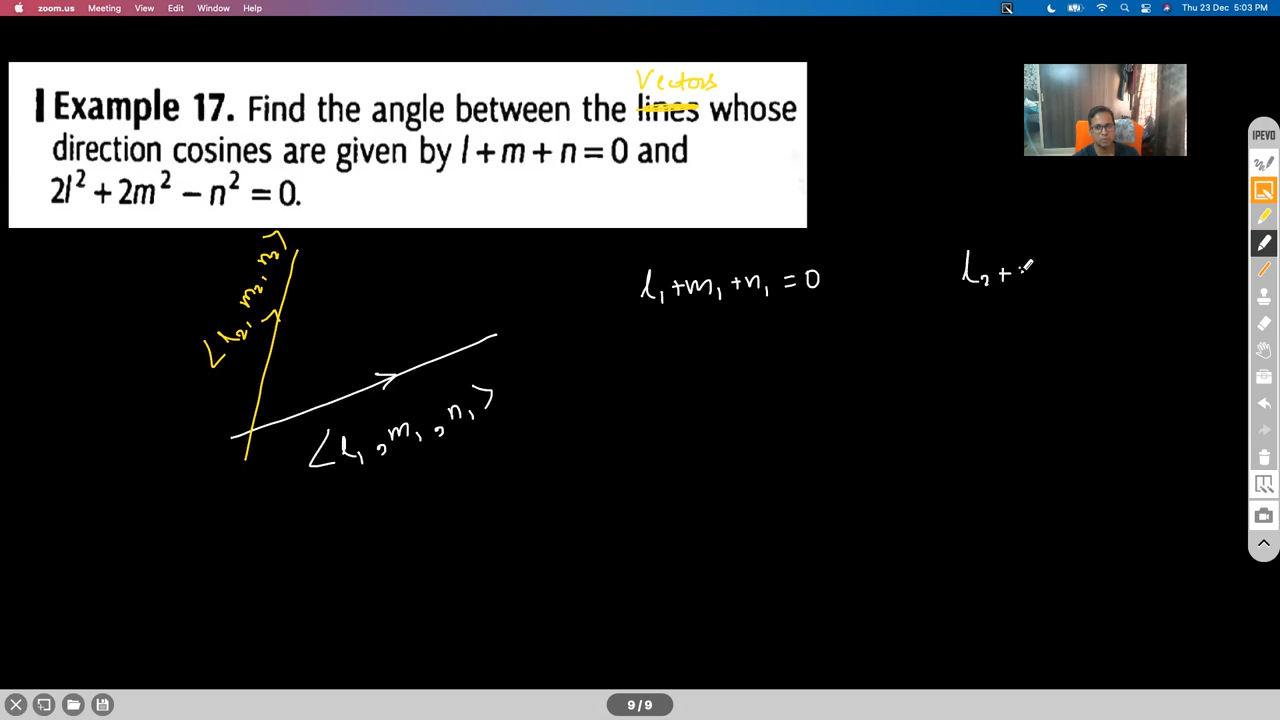 zoom.us Meeting View Edit Window Help Thu 23 Dec 5:03 PM
Vectors
Example 17. Find the angle between the lines whose
direction cosines are given by l + m + n = 0 and
2l² + 2m² − n² = 0.
IPEVO
<l₂, m₂, n₂>
l₁ + m₁ + n₁ = 0
l₂ +
<l₁, m₁, n₁>
9 / 9